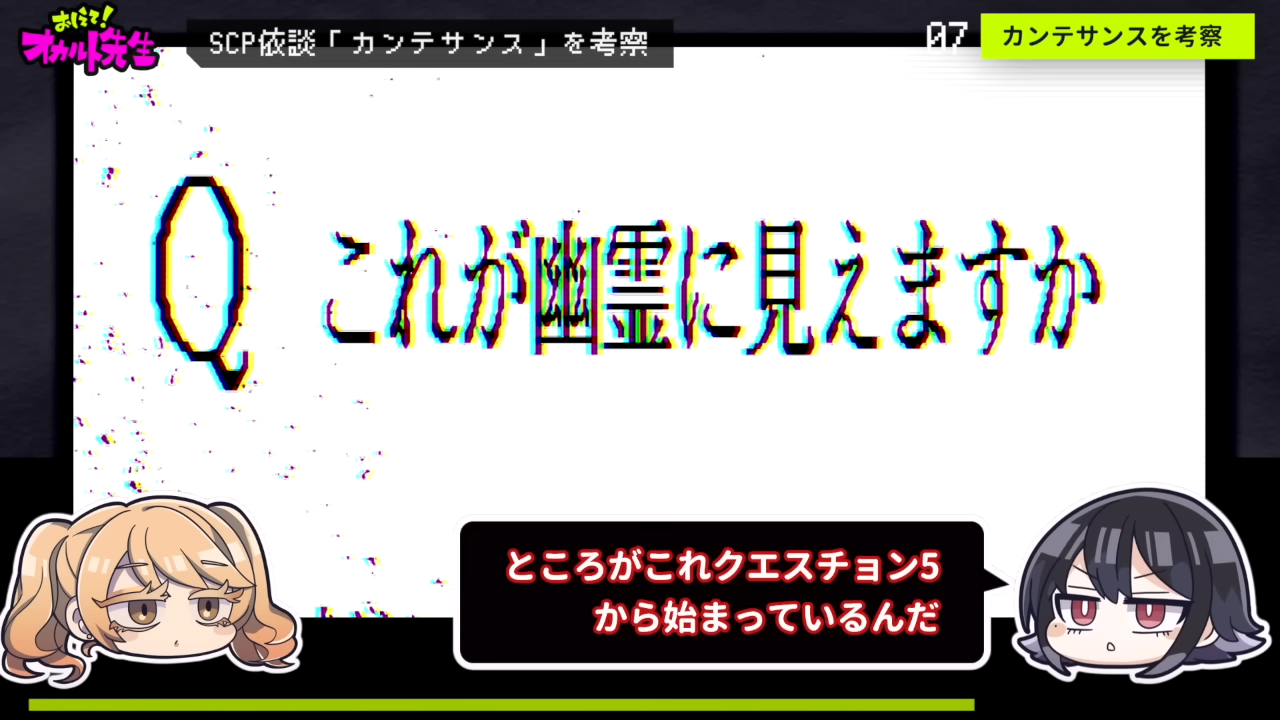 おしえて!
オカルト先生
SCP依談「カンテサンス」を考察
07
カンテサンスを考察
Q これが幽霊に見えますか
ところがこれクエスチョン5
から始まっているんだ